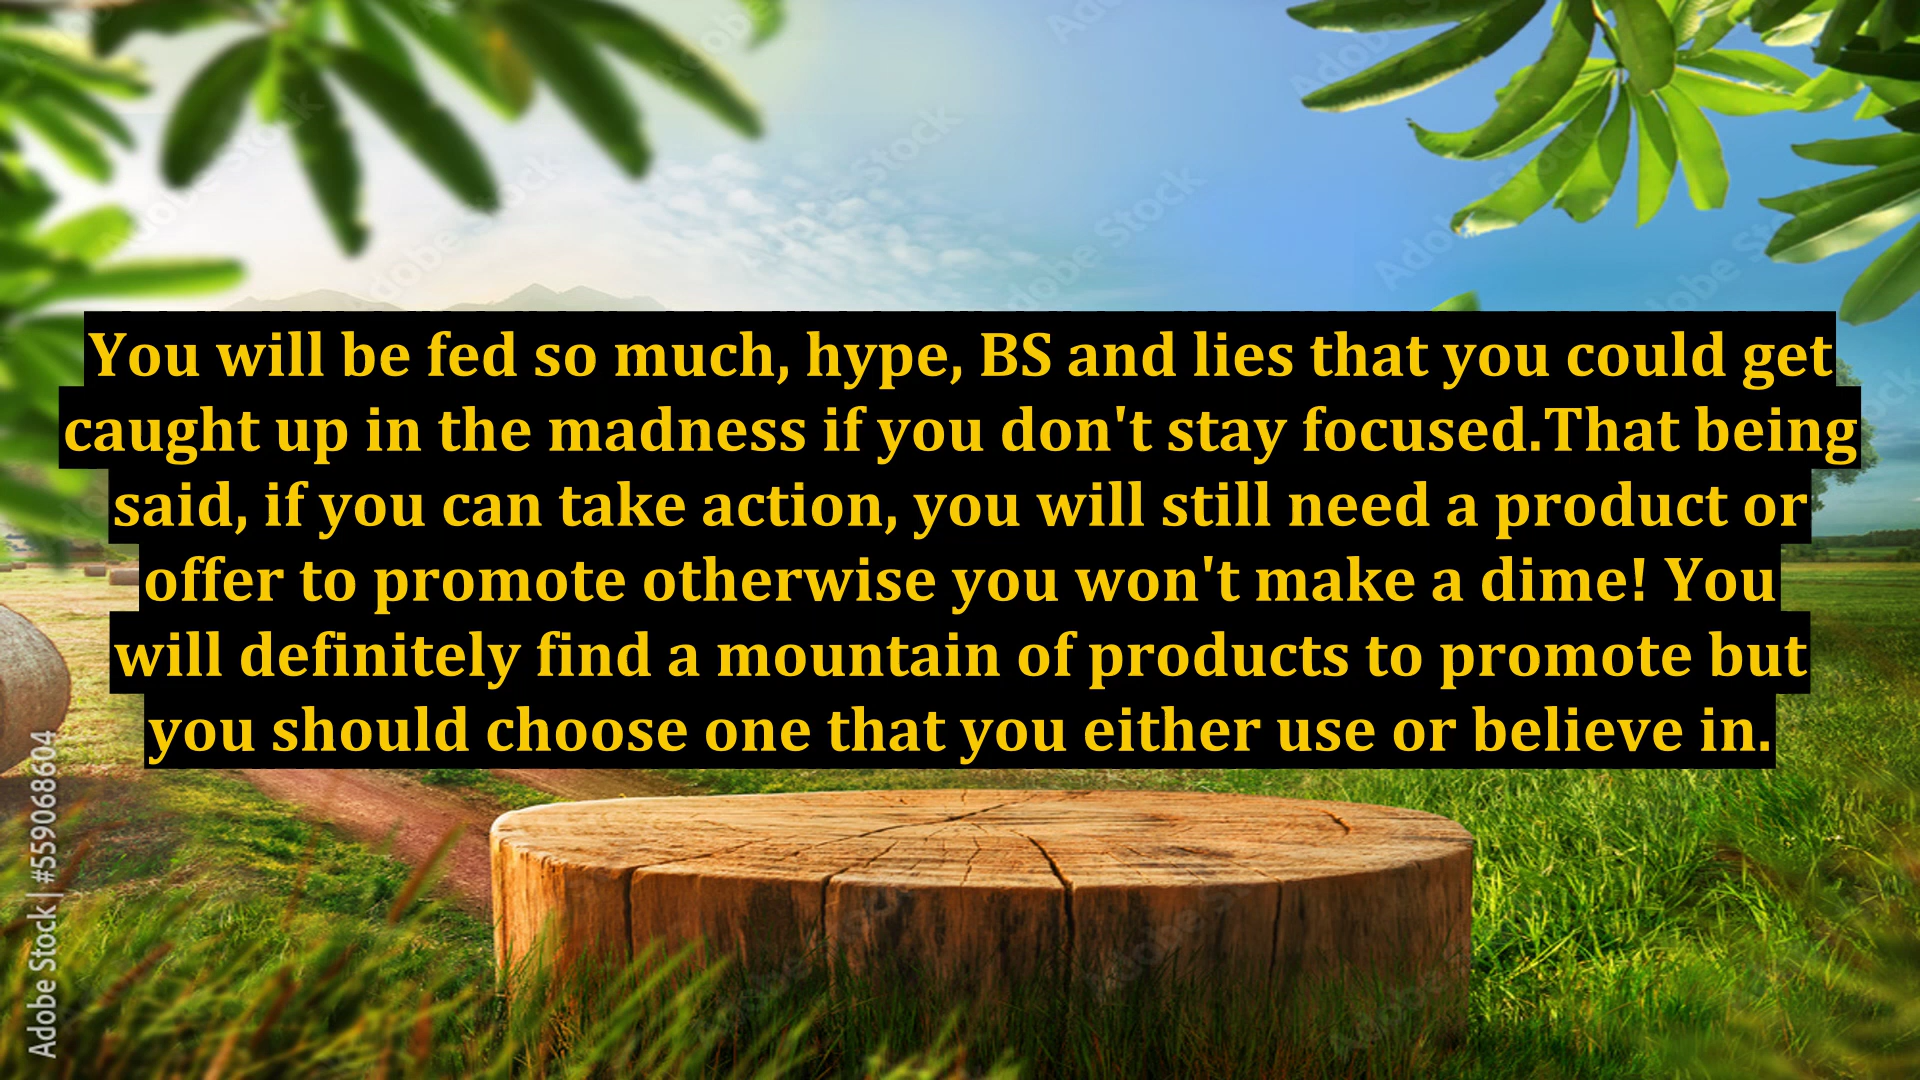 You will be fed so much, hype, BS and lies that you could get
caught up in the madness if you don't stay focused.That being
said, if you can take action, you will still need a product or
offer to promote otherwise you won't make a dime! You
will definitely find a mountain of products to promote but
you should choose one that you either use or believe in.
Adobe Stock | #559068604
Adobe Stock